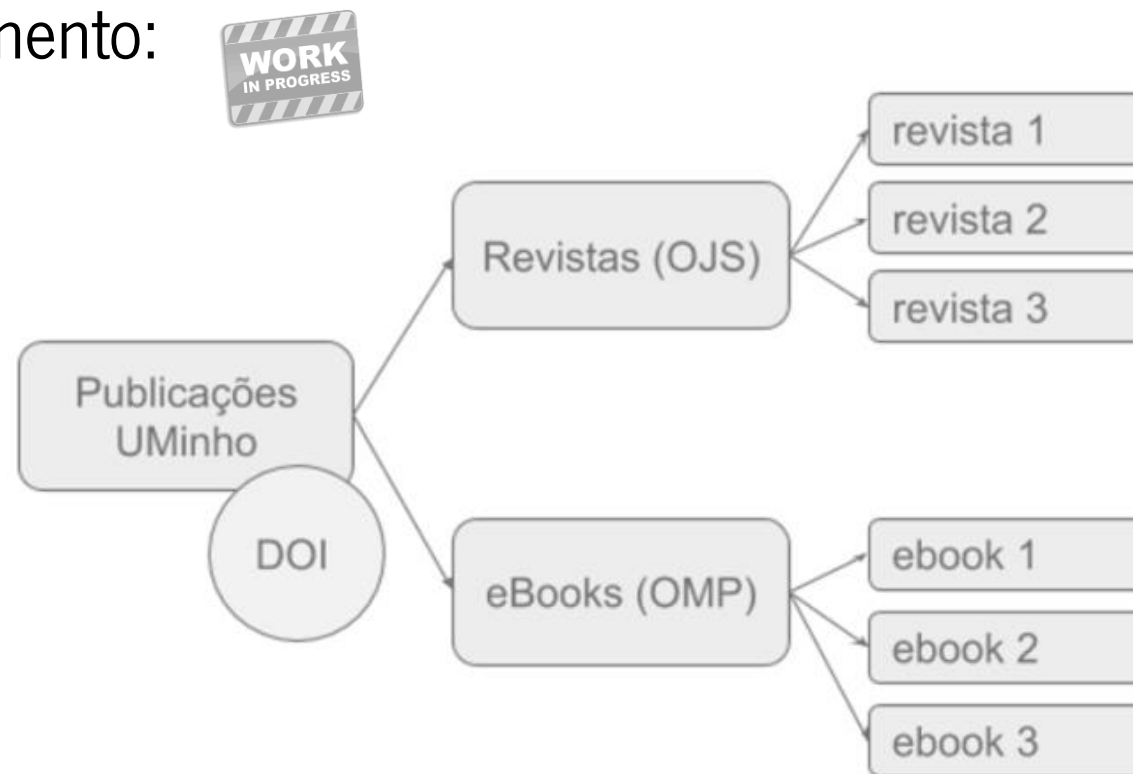 mento:
WORK
IN PROGRESS
revista 1
revista 2
revista 3
Revistas (OJS)
Publicações
UMinho
DOI
eBooks (OMP)
ebook 1
ebook 2
ebook 3